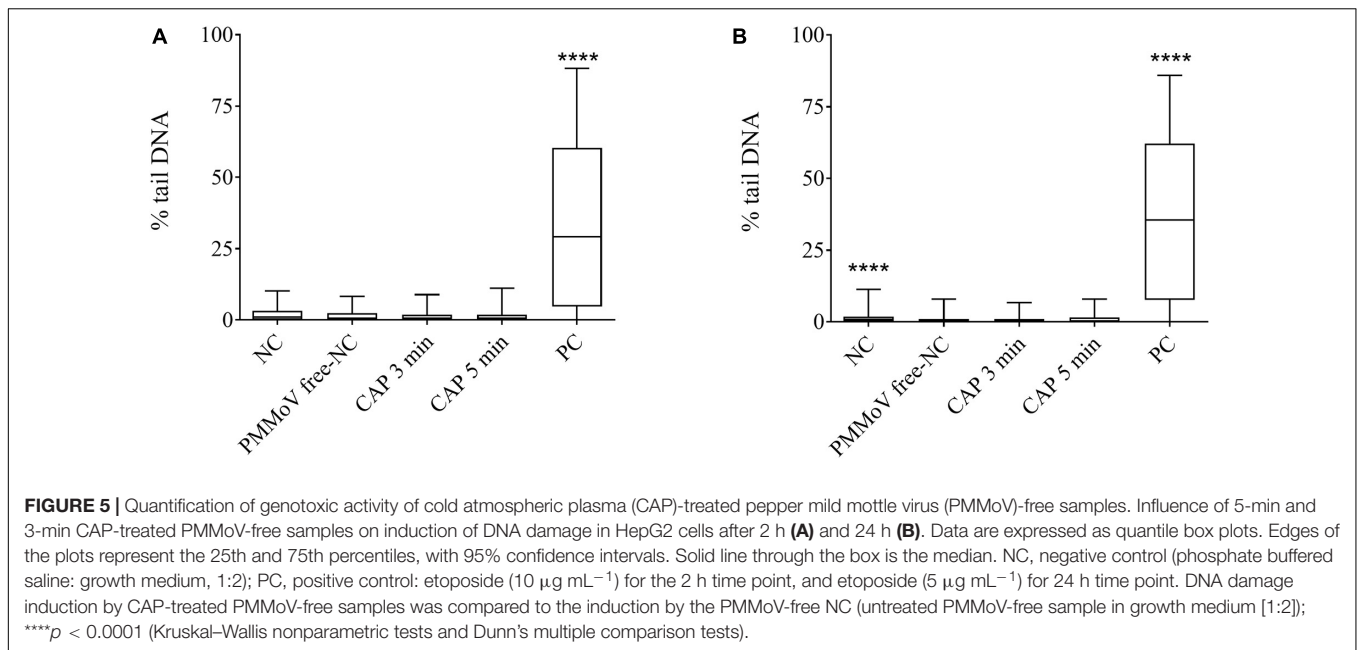 A
100
****
75
% tail DNA
50
25
0
NC
PMMoV free-NC
CAP 3 min
CAP 5 min
PC
B
100
****
75
% tail DNA
50
25
****
0
NC
PMMoV free-NC
CAP 3 min
CAP 5 min
PC
FIGURE 5 | Quantification of genotoxic activity of cold atmospheric plasma (CAP)-treated pepper mild mottle virus (PMMoV)-free samples. Influence of 5-min and
3-min CAP-treated PMMoV-free samples on induction of DNA damage in HepG2 cells after 2 h (A) and 24 h (B). Data are expressed as quantile box plots. Edges of
the plots represent the 25th and 75th percentiles, with 95% confidence intervals. Solid line through the box is the median. NC, negative control (phosphate buffered
saline: growth medium, 1:2); PC, positive control: etoposide (10 μg mL−1) for the 2 h time point, and etoposide (5 μg mL−1) for 24 h time point. DNA damage
induction by CAP-treated PMMoV-free samples was compared to the induction by the PMMoV-free NC (untreated PMMoV-free sample in growth medium [1:2]);
****p < 0.0001 (Kruskal–Wallis nonparametric tests and Dunn's multiple comparison tests).